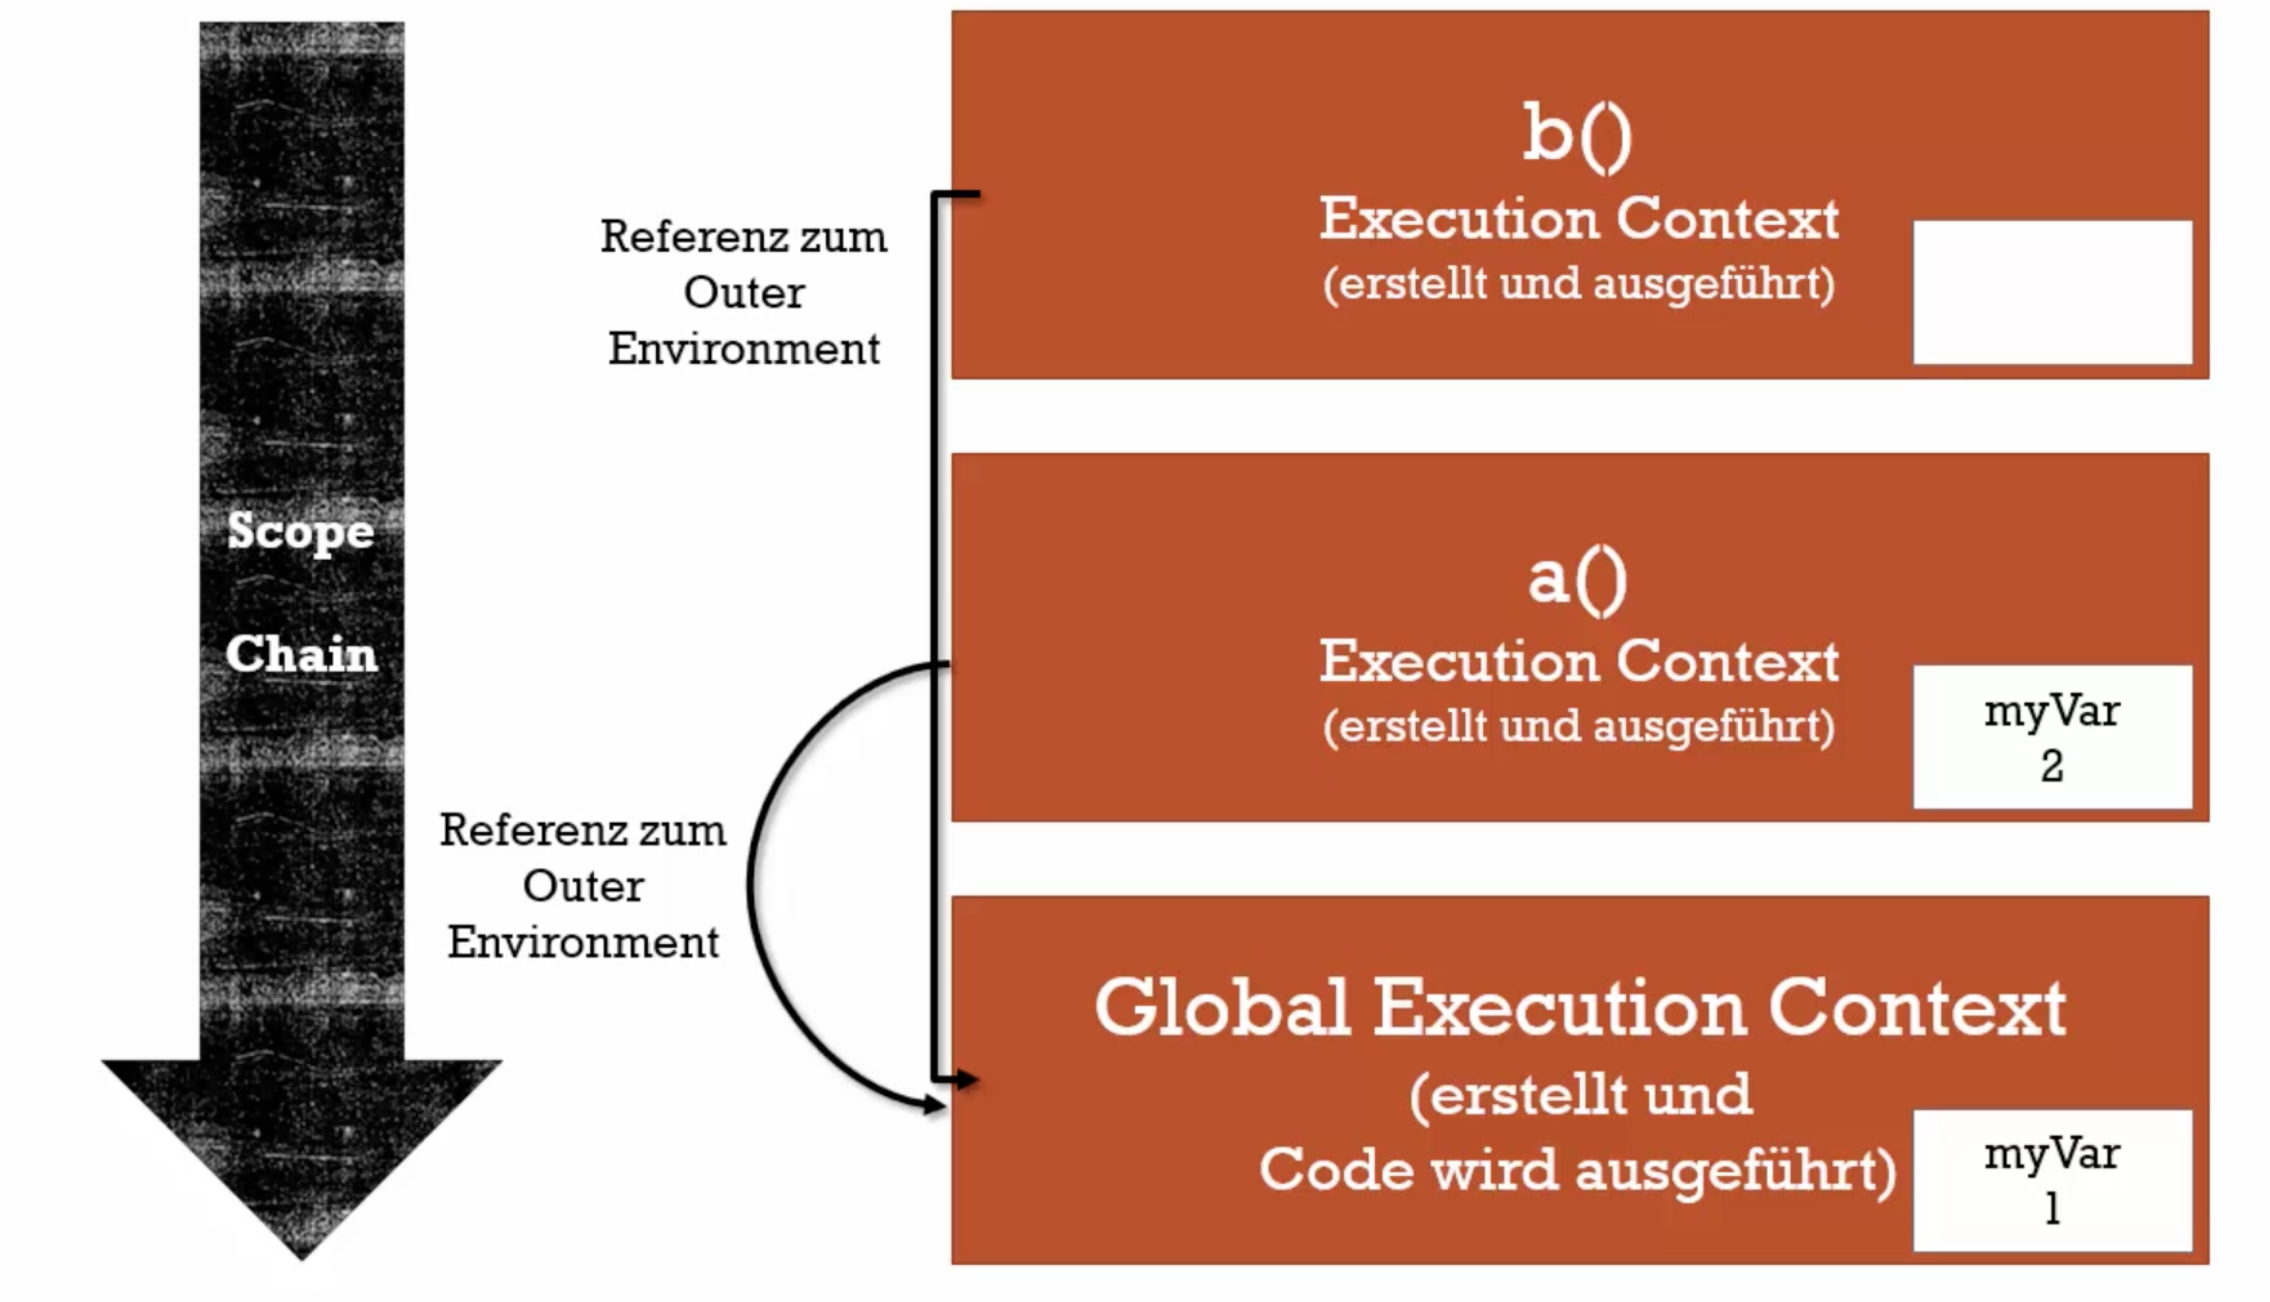 b()
Execution Context
(erstellt und ausgeführt)
Referenz zum
Outer
Environment
Scope
Chain
a()
Execution Context
(erstellt und ausgeführt)
myVar
2
Referenz zum
Outer
Environment
Global Execution Context
(erstellt und
Code wird ausgeführt)
myVar
1